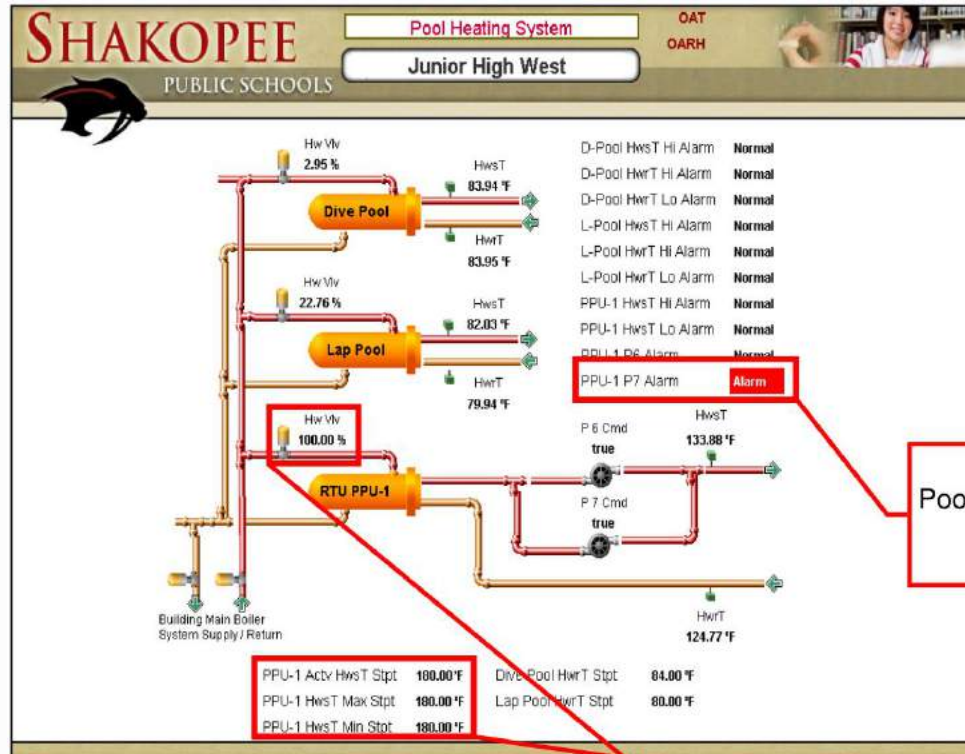 SHAKOPEE
PUBLIC SCHOOLS
Pool Heating System
Junior High West
OAT
OARH
Hw Vlv
2.95 %
HwsT
83.94 °F
Dive Pool
HwrT
83.95 °F
Hw Vlv
22.76 %
HwsT
82.03 °F
Lap Pool
HwrT
79.94 °F
Hw Vlv
100.00 %
RTU PPU-1
D-Pool HwsT Hi Alarm Normal
D-Pool HwrT Hi Alarm Normal
D-Pool HwrT Lo Alarm Normal
L-Pool HwsT Hi Alarm Normal
L-Pool HwrT Hi Alarm Normal
L-Pool HwrT Lo Alarm Normal
PPU-1 HwsT Hi Alarm Normal
PPU-1 HwsT Lo Alarm Normal
PPU-1 P6 Alarm Normal
PPU-1 P7 Alarm Alarm
P 6 Cmd
true
HwsT
133.88 °F
P 7 Cmd
true
Poo
HwrT
124.77 °F
Building Main Boiler
System Supply / Return
PPU-1 Actv HwsT Stpt 180.00 °F Dive Pool HwrT Stpt 84.00 °F
PPU-1 HwsT Max Stpt 180.00 °F Lap Pool HwrT Stpt 80.00 °F
PPU-1 HwsT Min Stpt 180.00 °F